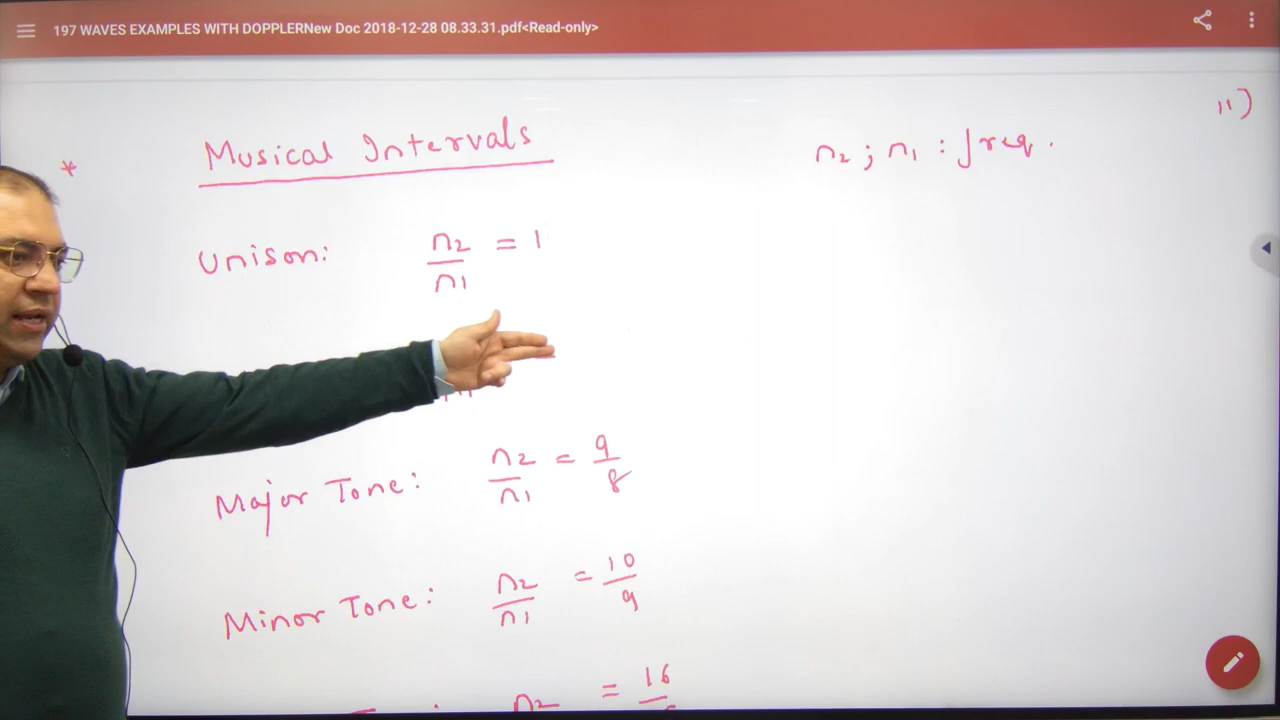 197 WAVES EXAMPLES WITH DOPPLERNew Doc 2018-12-28 08.33.31.pdf<Read-only>
11)
* Musical Intervals
n2 ; n1 : freq.
Unison: n2/n1 = 1
n1
Major Tone: n2/n1 = 9/8
Minor Tone: n2/n1 = 10/9
n2 = 16